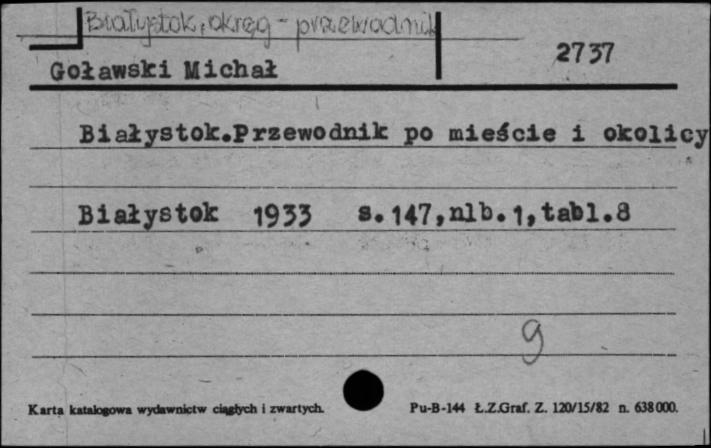 Białystok, okręg - przewodnik
2737
Goławski Michał
Białystok.Przewodnik po mieście i okolicy
Białystok 1933 s.147,nlb.1,tabl.8
9
Karta katalogowa wydawnictw ciągłych i zwartych. Pu-B-144 Ł.Z.Graf. Z. 120/15/82 n. 638000.